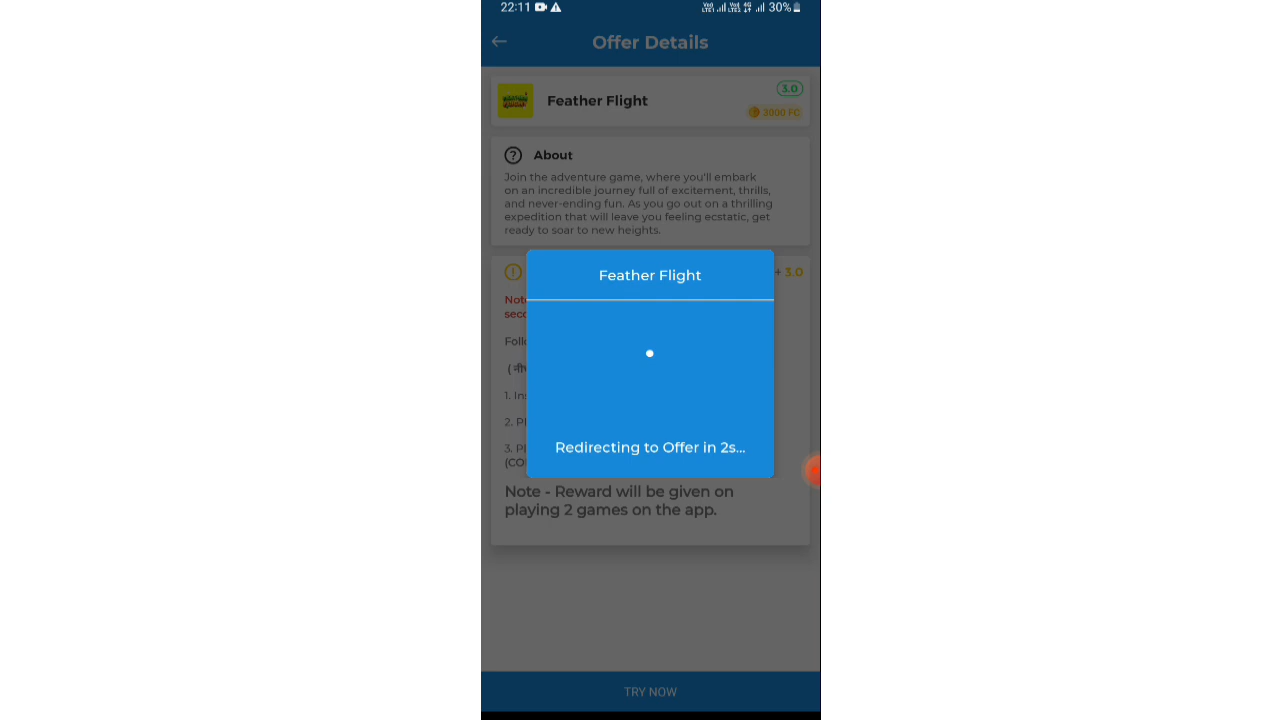 22:11 30%
Offer Details
Feather Flight
3.0
3000 FC
About
Join the adventure game, where you'll embark
on an incredible journey full of excitement, thrills,
and never-ending fun. As you go out on a thrilling
expedition that will leave you feeling ecstatic, get
ready to soar to new heights.
+ 3.0
Feather Flight
Redirecting to Offer in 2s...
1.
2.
3.
Note - Reward will be given on
playing 2 games on the app.
TRY NOW